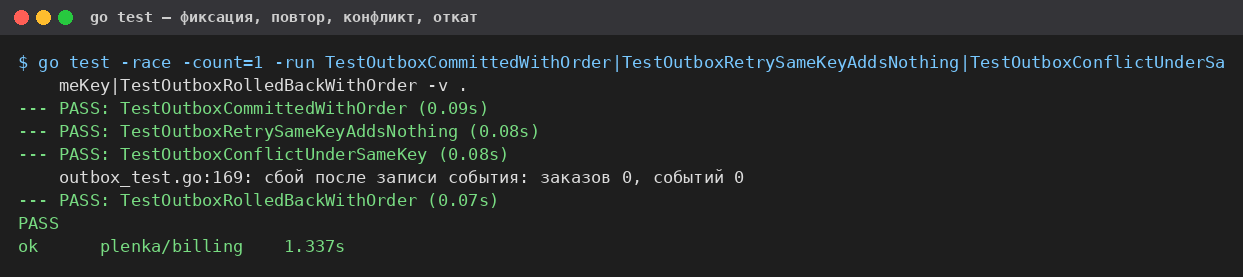 go test — фиксация, повтор, конфликт, откат
$ go test -race -count=1 -run TestOutboxCommittedWithOrder|TestOutboxRetrySameKeyAddsNothing|TestOutboxConflictUnderSa
meKey|TestOutboxRolledBackWithOrder -v .
--- PASS: TestOutboxCommittedWithOrder (0.09s)
--- PASS: TestOutboxRetrySameKeyAddsNothing (0.08s)
--- PASS: TestOutboxConflictUnderSameKey (0.08s)
outbox_test.go:169: сбой после записи события: заказов 0, событий 0
--- PASS: TestOutboxRolledBackWithOrder (0.07s)
PASS
ok plenka/billing 1.337s